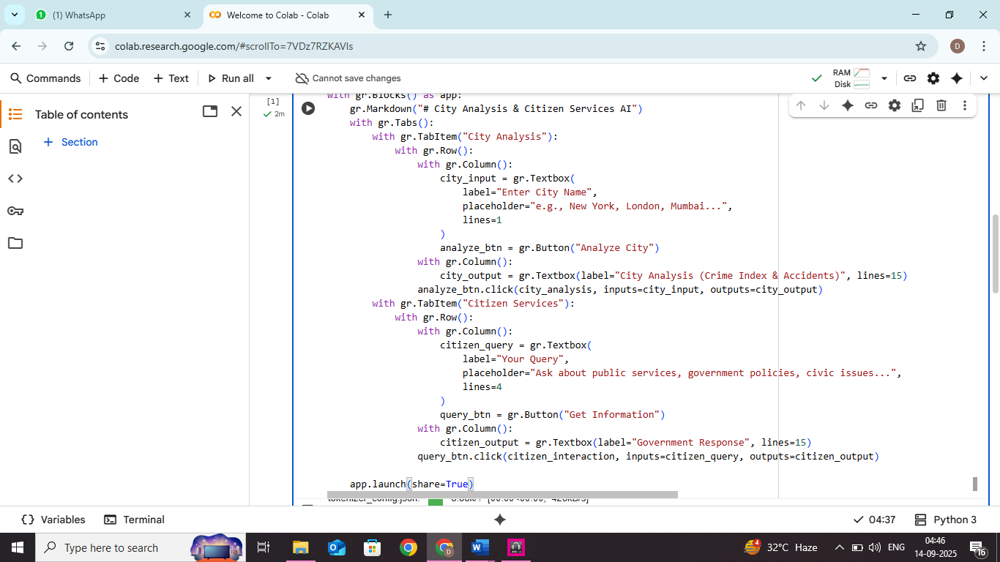 (1) WhatsApp
Welcome to Colab - Colab
colab.research.google.com/#scrollTo=7VDz7RZKAVIs
D
Commands
+ Code
+ Text
Run all
Cannot save changes
RAM
Disk
Table of contents
+ Section
[1]
2m
with gr.Blocks() as app:
gr.Markdown("# City Analysis & Citizen Services AI")
with gr.Tabs():
with gr.TabItem("City Analysis"):
with gr.Row():
with gr.Column():
city_input = gr.Textbox(
label="Enter City Name",
placeholder="e.g., New York, London, Mumbai...",
lines=1
)
analyze_btn = gr.Button("Analyze City")
with gr.Column():
city_output = gr.Textbox(label="City Analysis (Crime Index & Accidents)", lines=15)
analyze_btn.click(city_analysis, inputs=city_input, outputs=city_output)
with gr.TabItem("Citizen Services"):
with gr.Row():
with gr.Column():
citizen_query = gr.Textbox(
label="Your Query",
placeholder="Ask about public services, government policies, civic issues...",
lines=4
)
query_btn = gr.Button("Get Information")
with gr.Column():
citizen_output = gr.Textbox(label="Government Response", lines=15)
query_btn.click(citizen_interaction, inputs=citizen_query, outputs=citizen_output)
app.launch(share=True)
tokenizer_config.json:
Variables
Terminal
04:37
Python 3
Type here to search
32°C Haze
ENG
04:46
14-09-2025
16